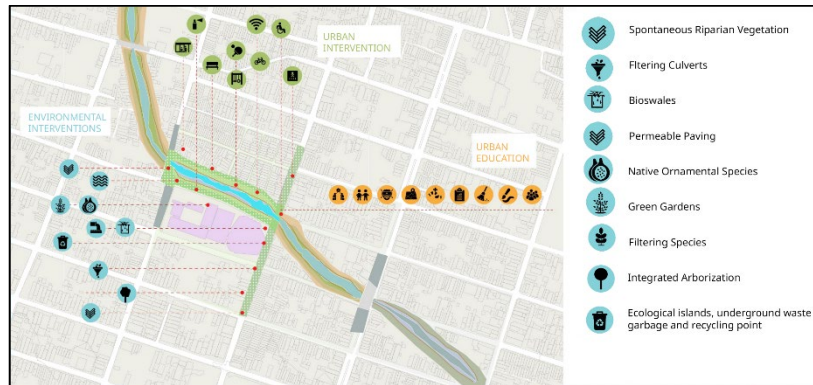 URBAN
INTERVENTION
ENVIRONMENTAL
INTERVENTIONS
URBAN
EDUCATION
Spontaneous Riparian Vegetation
Fltering Culverts
Bioswales
Permeable Paving
Native Ornamental Species
Green Gardens
Filtering Species
Integrated Arborization
Ecological islands, underground waste
garbage and recycling point